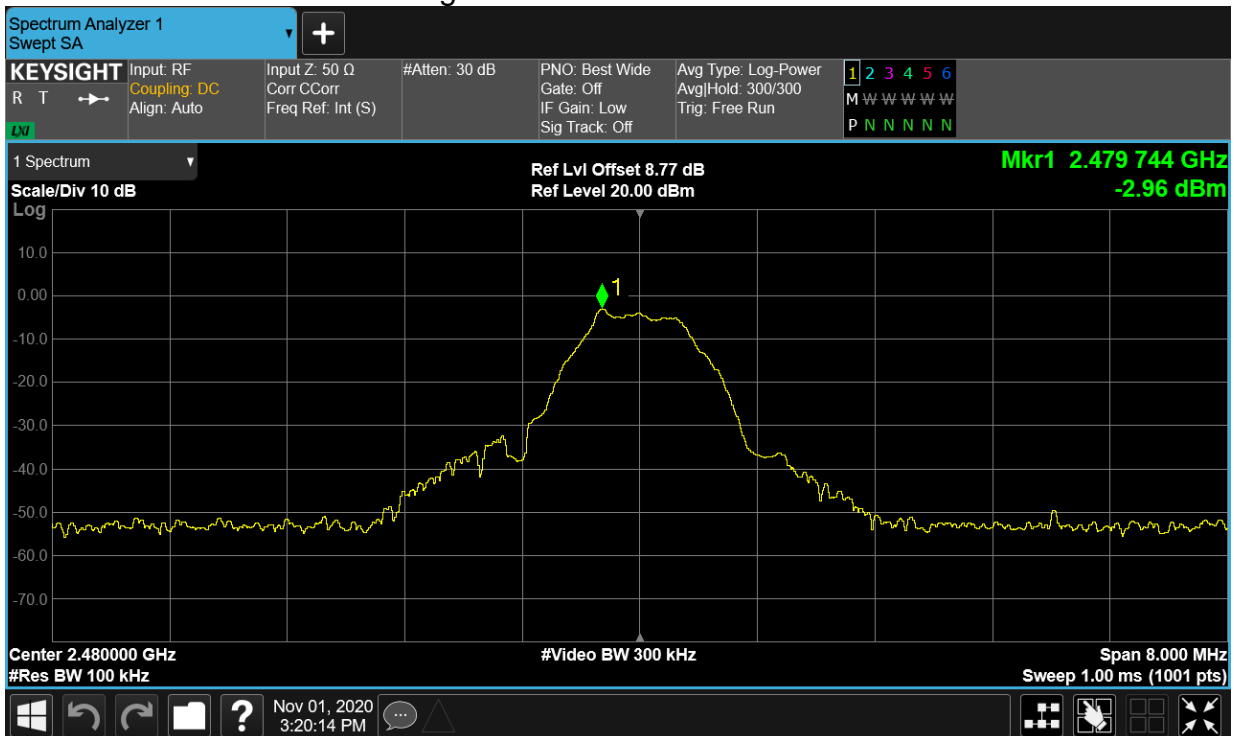 Spectrum Analyzer 1
Swept SA
+
KEYSIGHT
R T
LXI
Input: RF
Coupling: DC
Align: Auto
Input Z: 50 Ω
Corr CCorr
Freq Ref: Int (S)
#Atten: 30 dB
PNO: Best Wide
Gate: Off
IF Gain: Low
Sig Track: Off
Avg Type: Log-Power
Avg|Hold: 300/300
Trig: Free Run
1 2 3 4 5 6
M W W W W W
P N N N N N
1 Spectrum
Scale/Div 10 dB
Log
Ref Lvl Offset 8.77 dB
Ref Level 20.00 dBm
Mkr1 2.479 744 GHz
-2.96 dBm
10.0
0.00
-10.0
-20.0
-30.0
-40.0
-50.0
-60.0
-70.0
1
Center 2.480000 GHz
#Res BW 100 kHz
#Video BW 300 kHz
Span 8.000 MHz
Sweep 1.00 ms (1001 pts)
?
Nov 01, 2020
3:20:14 PM